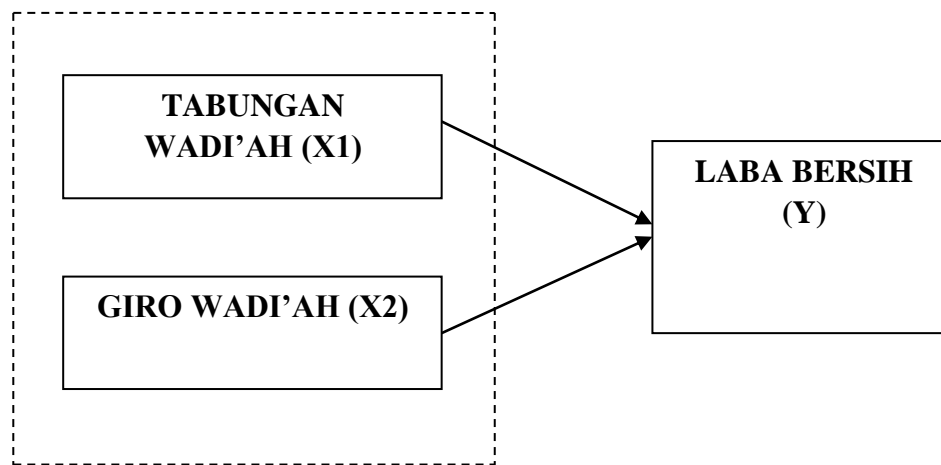 TABUNGAN
WADI’AH (X1)
LABA BERSIH
(Y)
GIRO WADI’AH (X2)